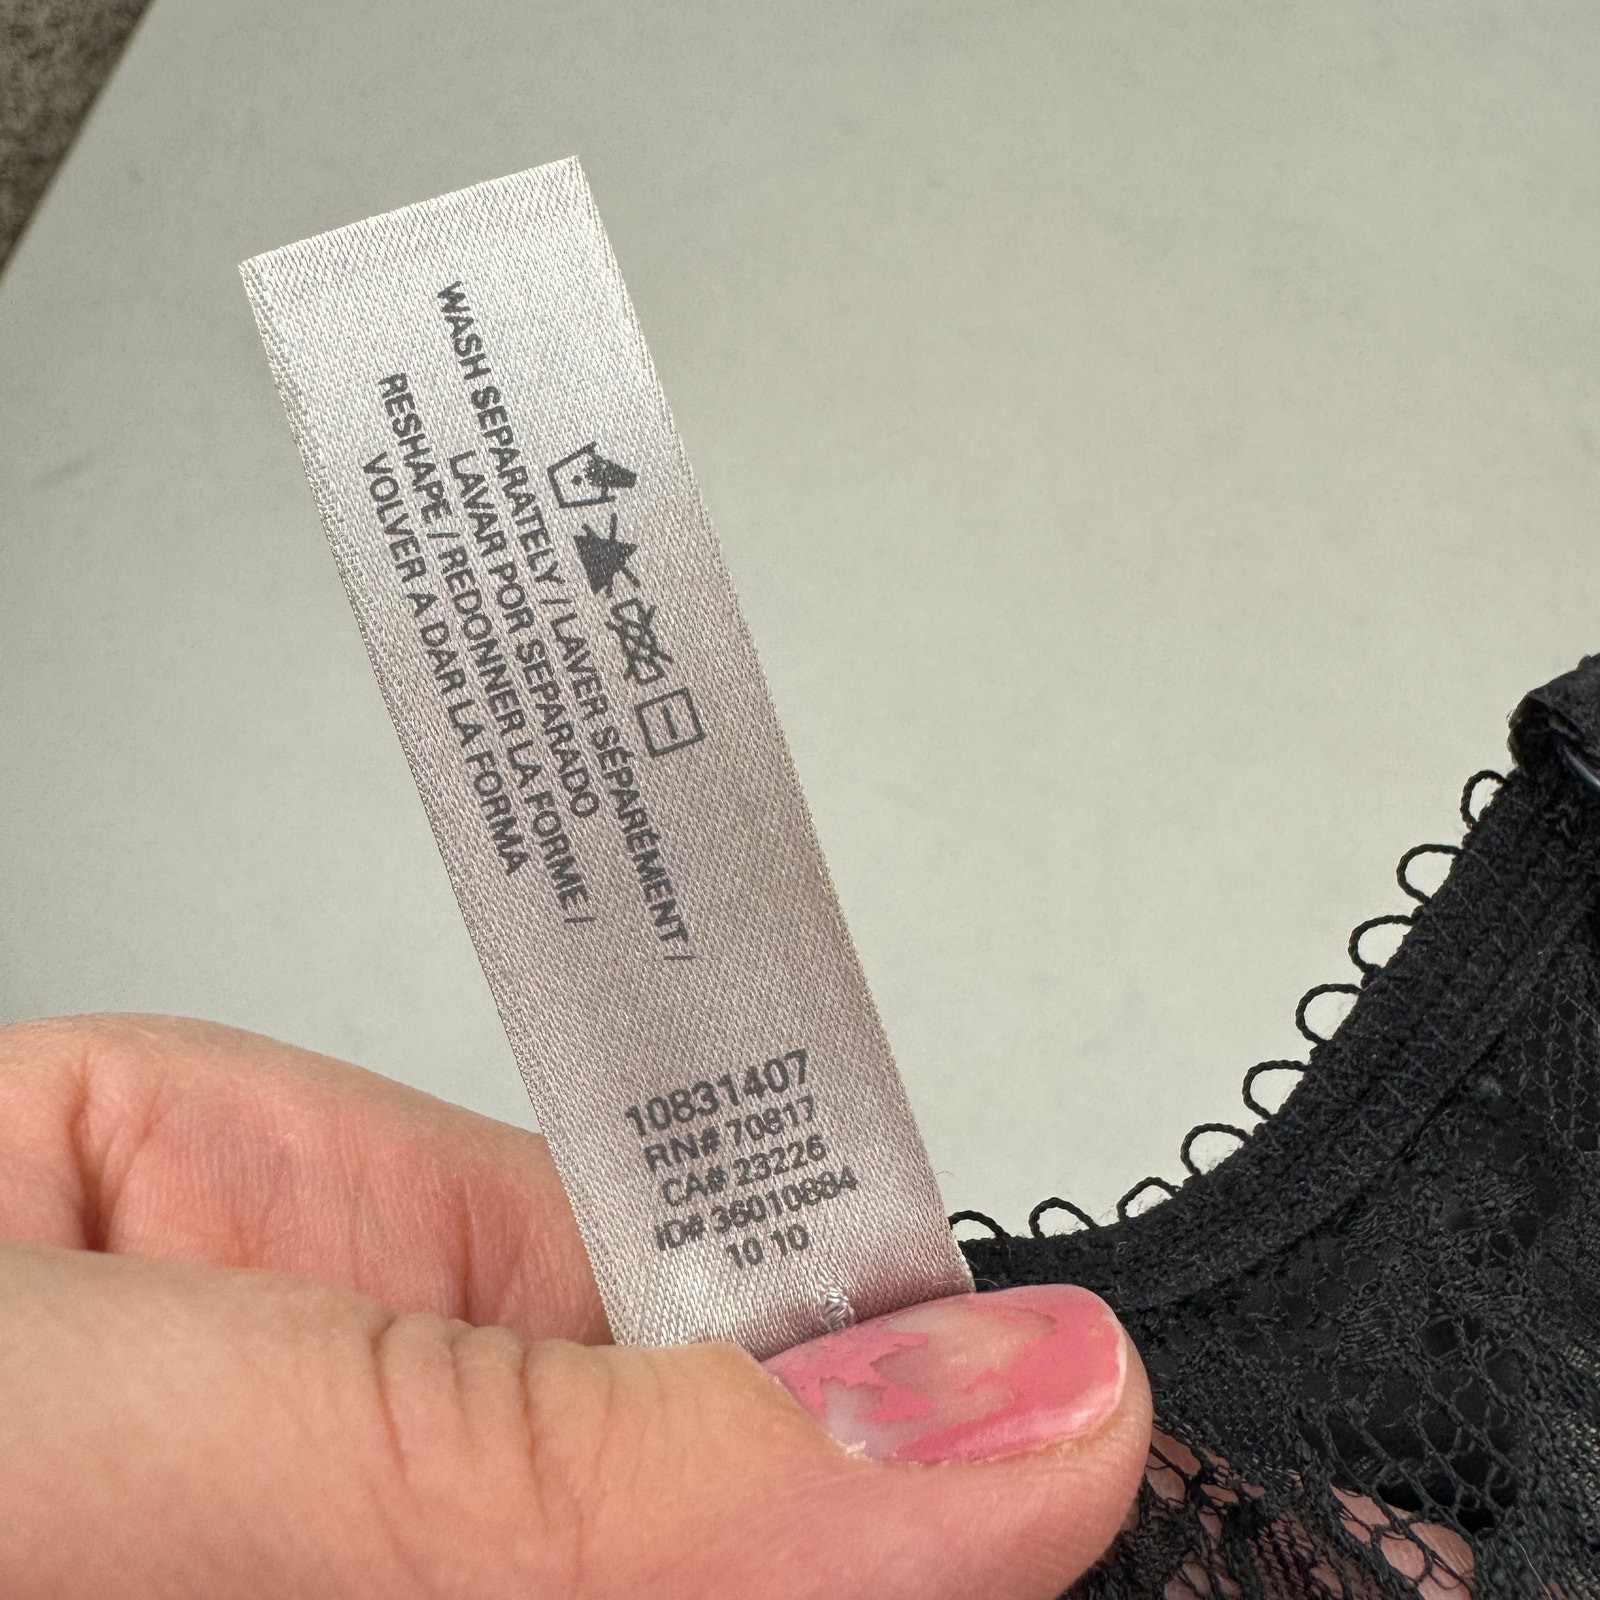 WASH SEPARATELY / LAVER SÉPARÉMENT /
LAVAR POR SEPARADO
RESHAPE / REDONNER LA FORME /
VOLVER A DAR LA FORMA
10831407
RN# 70817
CA# 23226
ID# 36010884
10 10